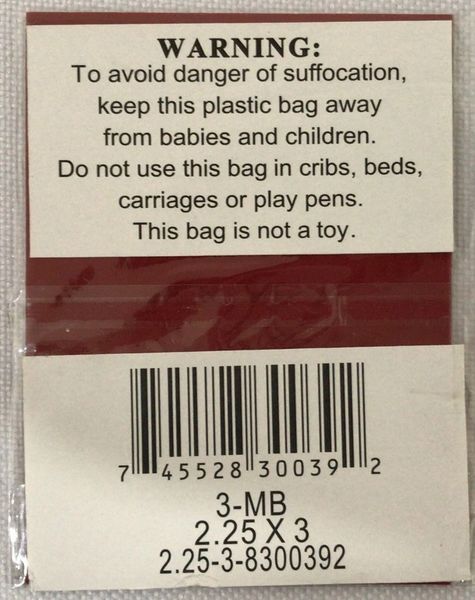 WARNING:
To avoid danger of suffocation,
keep this plastic bag away
from babies and children.
Do not use this bag in cribs, beds,
carriages or play pens.
This bag is not a toy.
7 45528 30039 2
3-MB
2.25 X 3
2.25-3-8300392